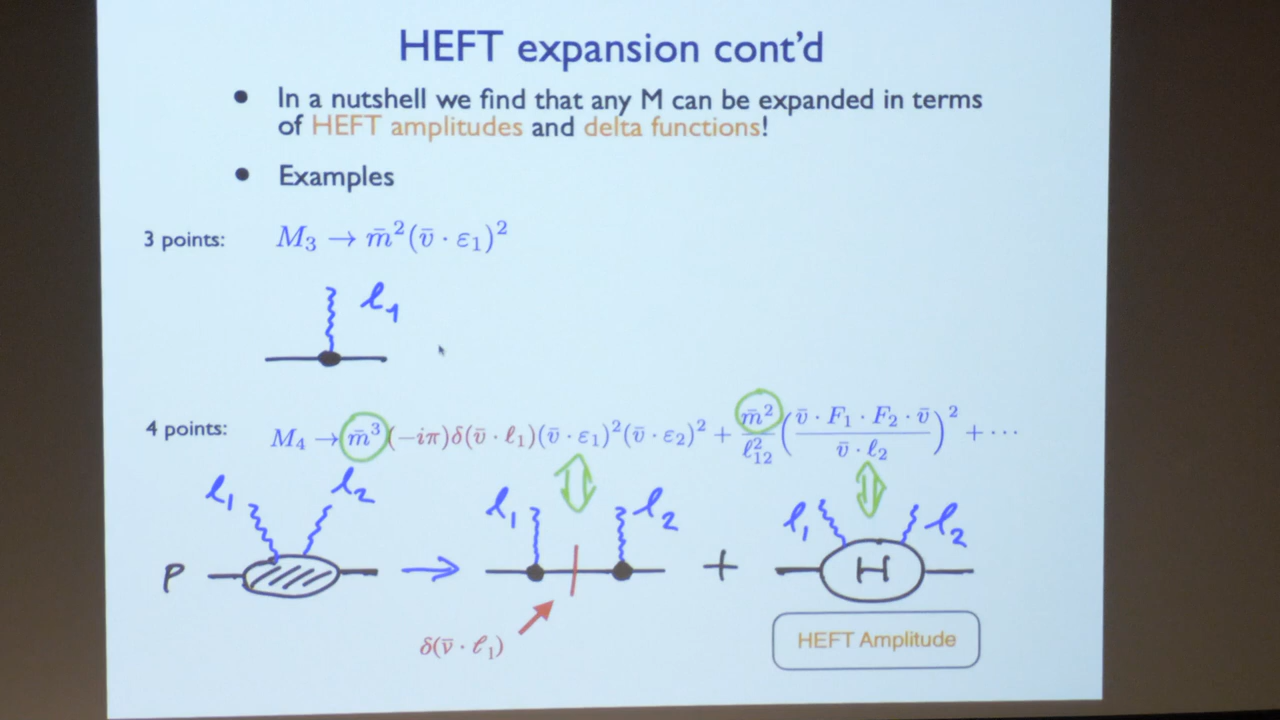 HEFT expansion cont'd
• In a nutshell we find that any M can be expanded in terms
of HEFT amplitudes and delta functions!
• Examples
3 points: M₃ → m̄²(v̄ · ε₁)²
ℓ₁
4 points: M₄ → m̄³(−iπ)δ(v̄ · ℓ₁)(v̄ · ε₁)²(v̄ · ε₂)² + m̄²/ℓ₁₂² (v̄ · F₁ · F₂ · v̄ / v̄ · ℓ₂)² + ⋯
ℓ₁ ℓ₂ ℓ₁ ℓ₂ ℓ₁ ℓ₂
P → + H
δ(v̄ · ℓ₁) HEFT Amplitude